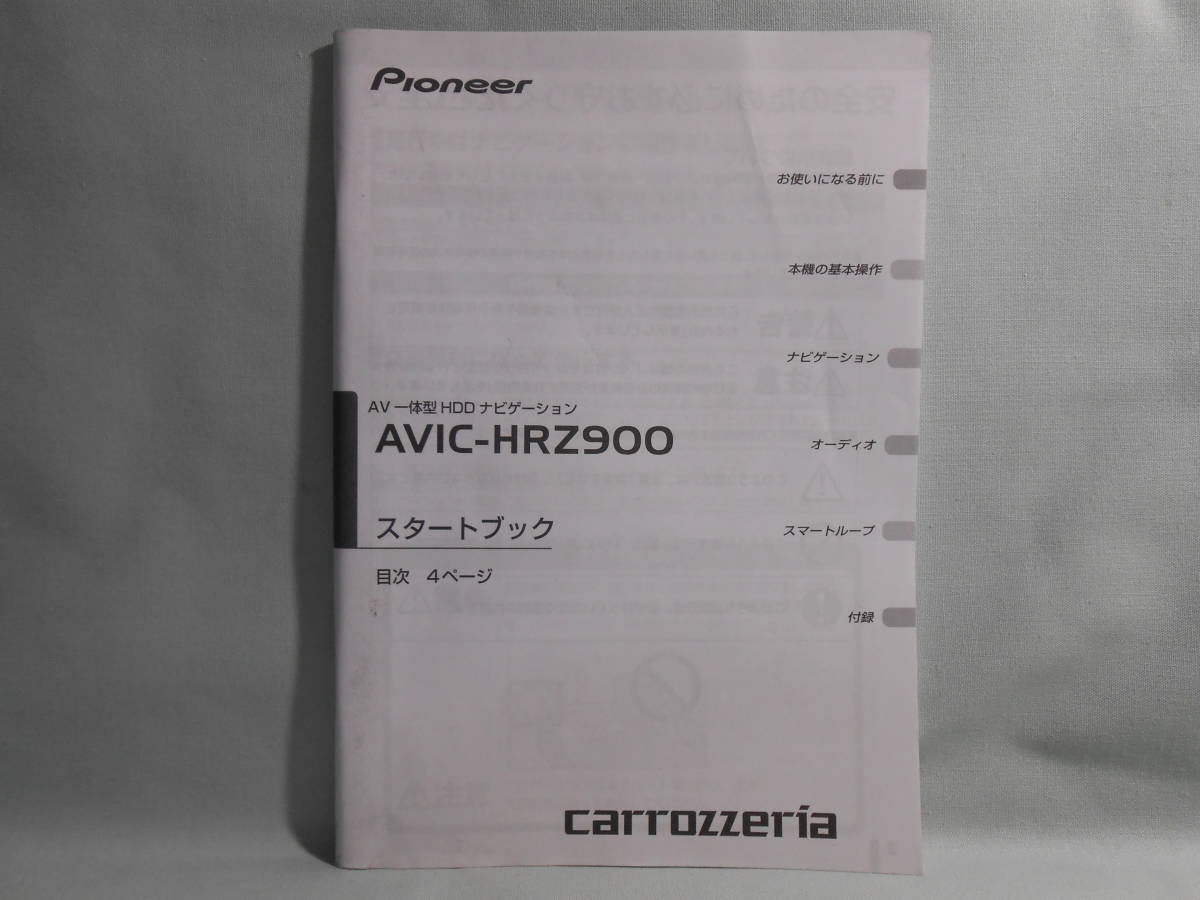 Pioneer
お使いになる前に
本機の基本操作
ナビゲーション
AV 一体型 HDD ナビゲーション
AVIC-HRZ900
オーディオ
スタートブック
スマートループ
目次 4ページ
付録
carrozzeria